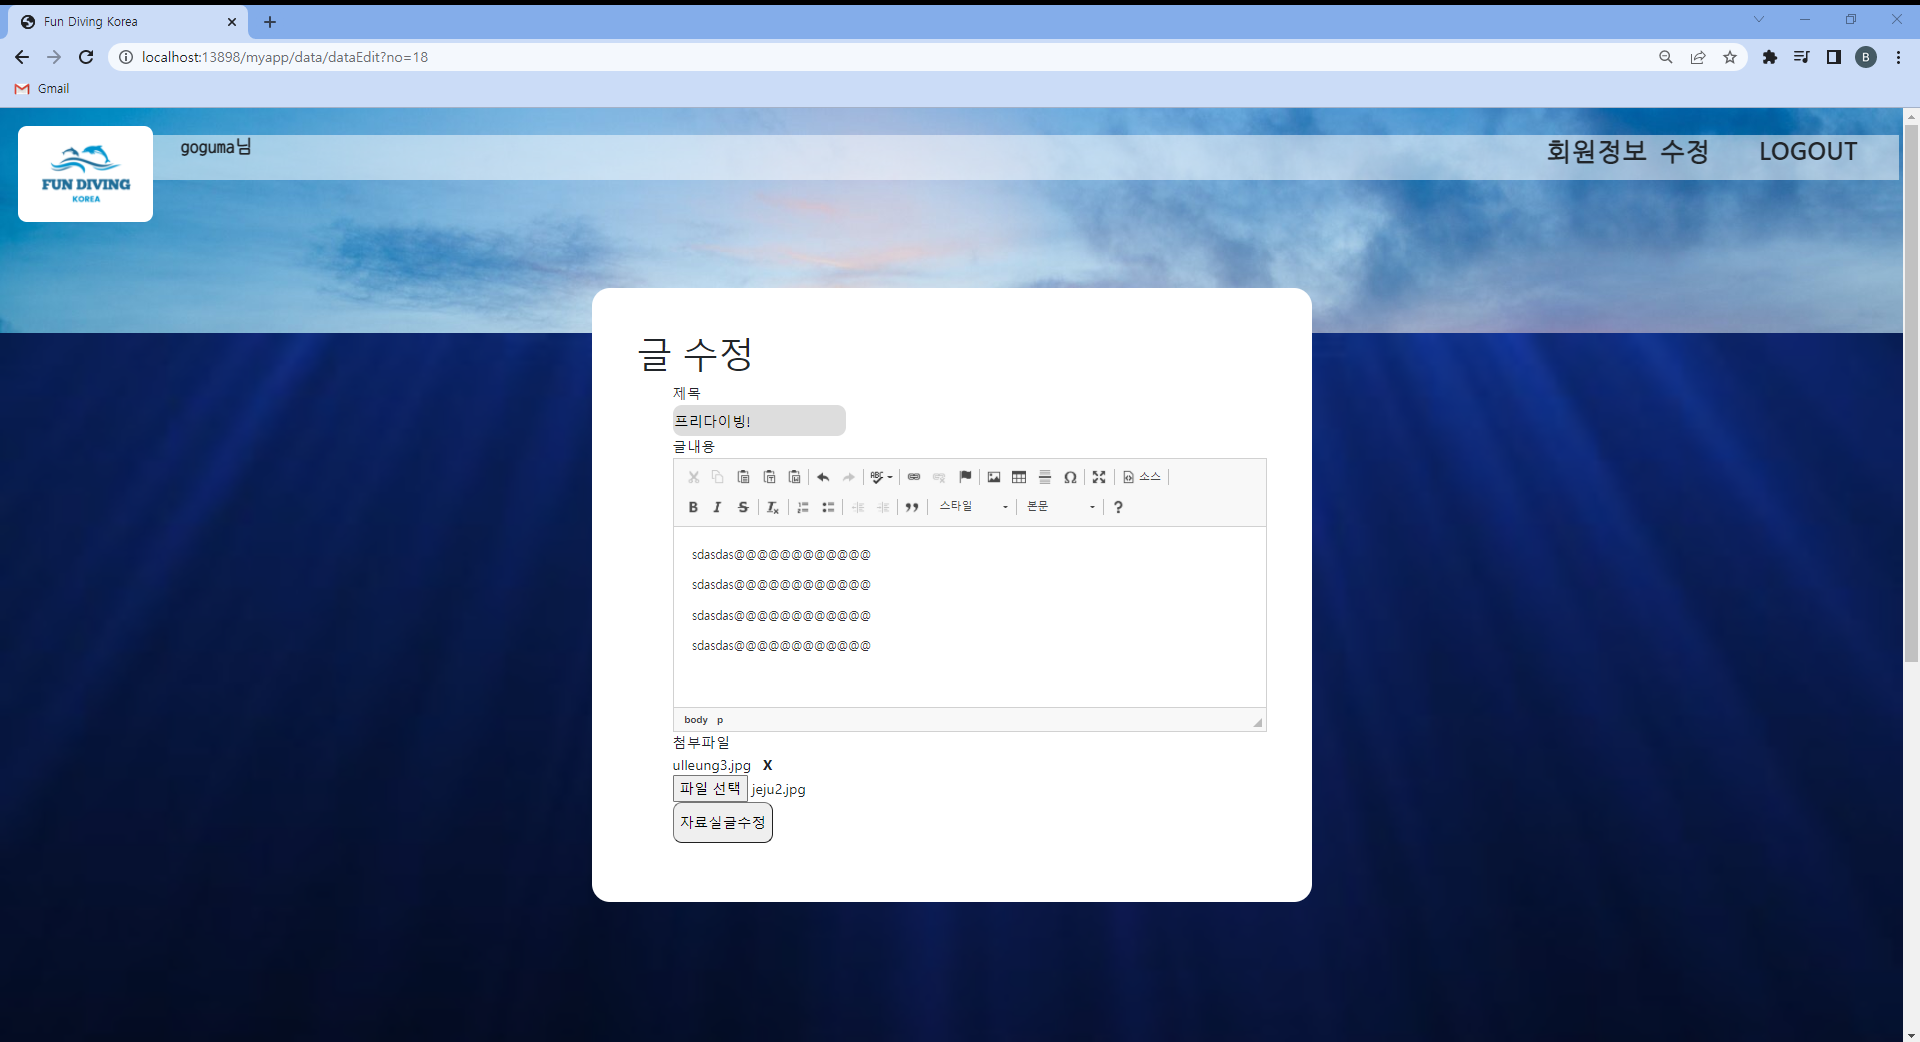 Fun Diving Korea
localhost:13898/myapp/data/dataEdit?no=18
B
Gmail
FUN DIVING
KOREA
goguma님
회원정보 수정 LOGOUT
글 수정
제목
프리다이빙!
글내용
ABC
소스
B I S
스타일 본문 ?
sdasdas@@@@@@@@@@@@
sdasdas@@@@@@@@@@@@
sdasdas@@@@@@@@@@@@
sdasdas@@@@@@@@@@@@
body p
첨부파일
ulleung3.jpg X
파일 선택 jeju2.jpg
자료실글수정